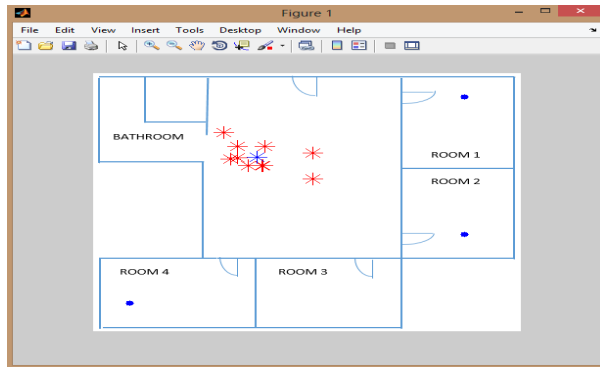 Figure 1
File Edit View Insert Tools Desktop Window Help
BATHROOM
ROOM 1
ROOM 2
ROOM 4
ROOM 3